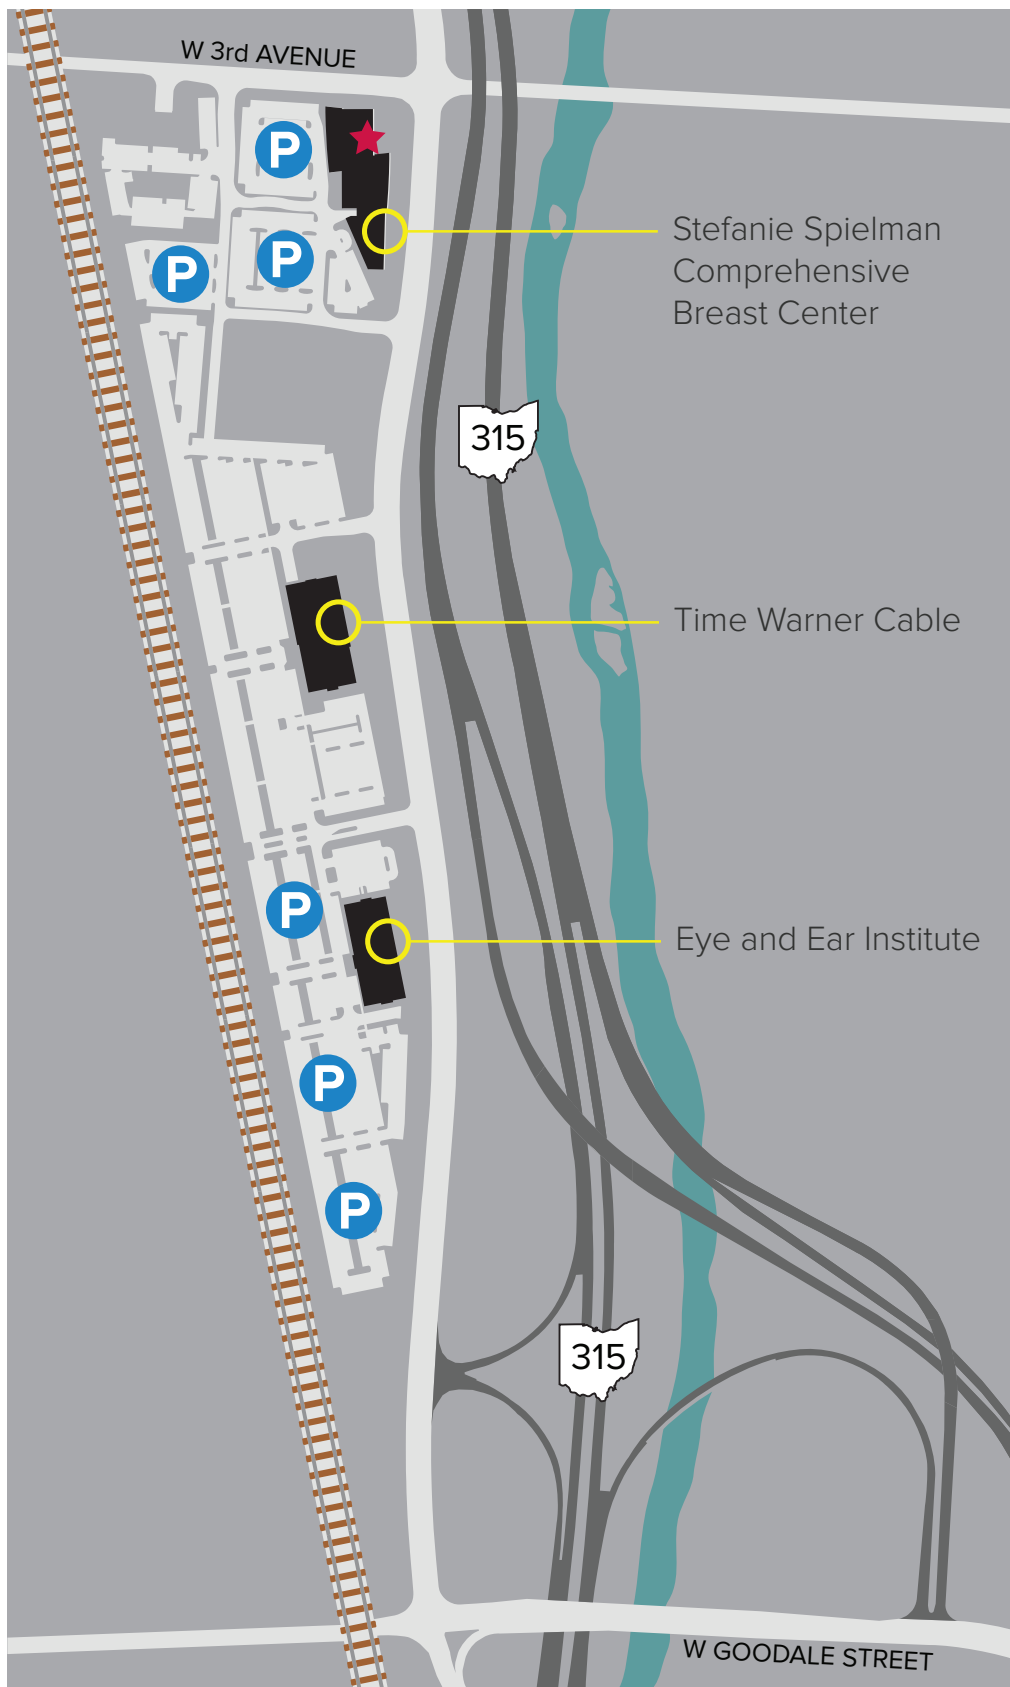 W 3rd AVENUE
P
P
P
Stefanie Spielman
Comprehensive
Breast Center
315
Time Warner Cable
P
Eye and Ear Institute
P
P
315
W GOODALE STREET